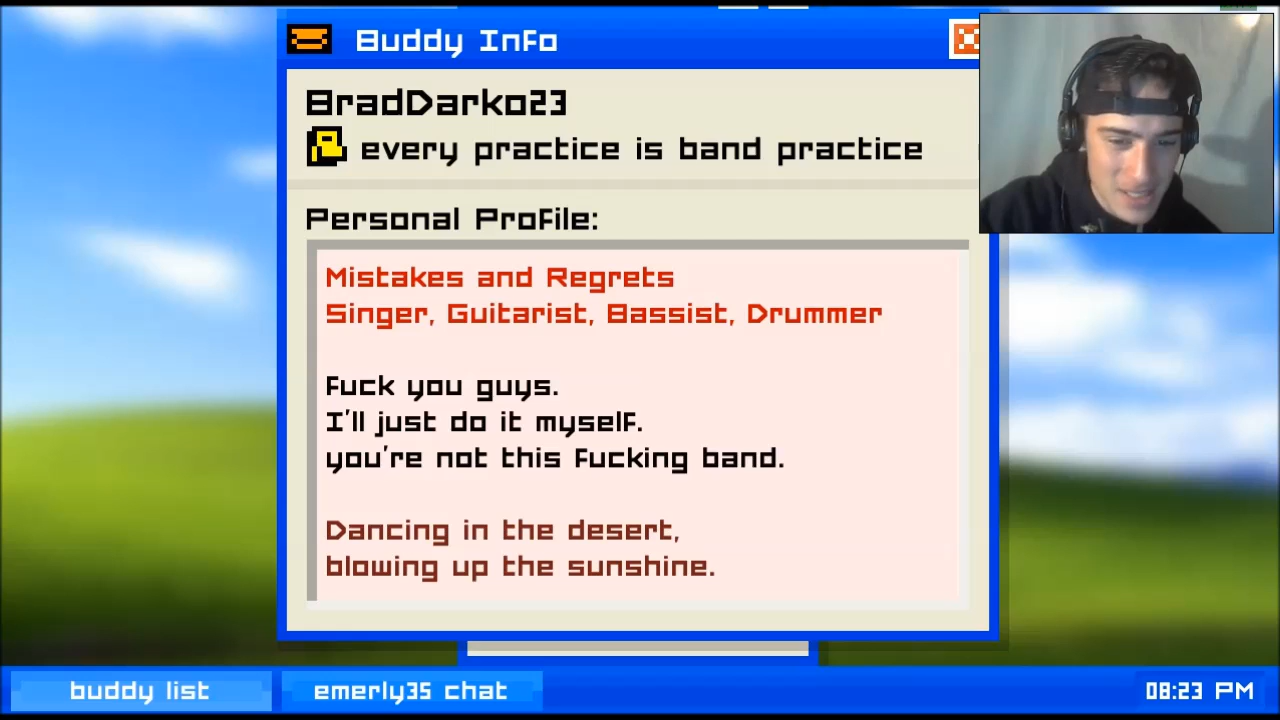 Buddy Info
BradDarko23
every practice is band practice
Personal Profile:
Mistakes and Regrets
Singer, Guitarist, Bassist, Drummer
Fuck you guys.
I'll just do it myself.
you're not this fucking band.
Dancing in the desert,
blowing up the sunshine.
buddy list
emerly35 chat
08:23 PM